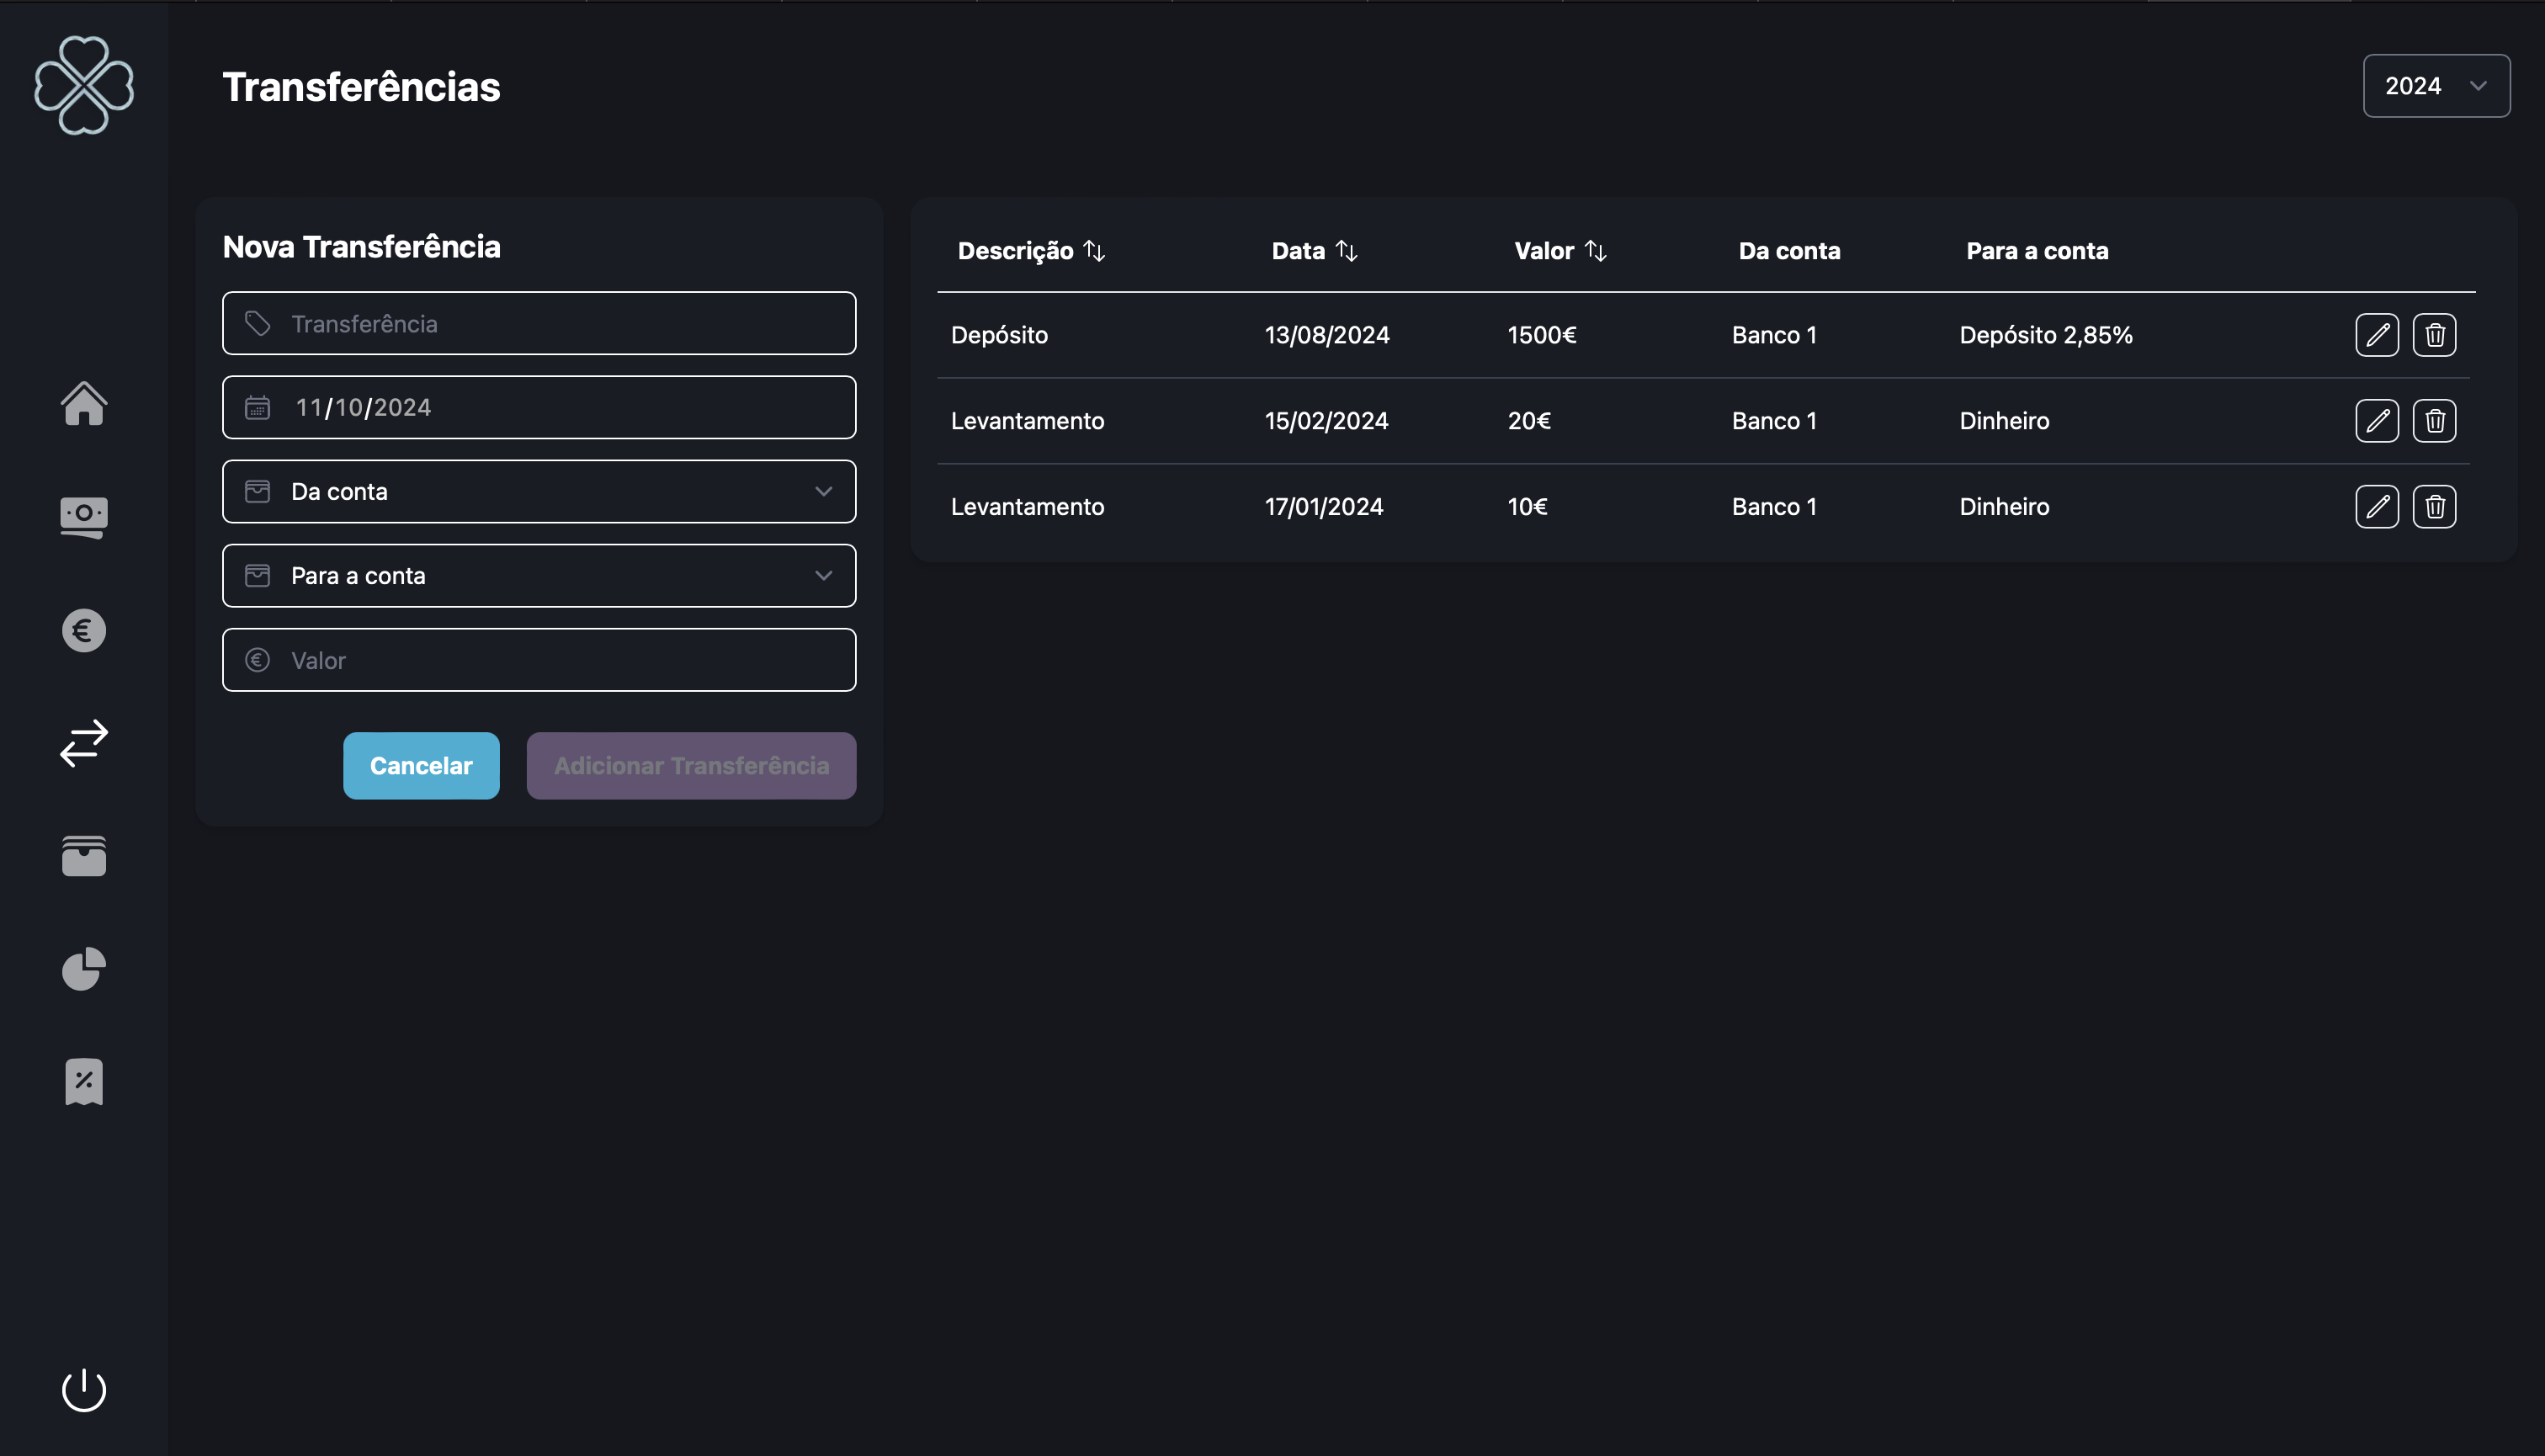 Transferências
2024
Nova Transferência
Transferência
11/10/2024
Da conta
Para a conta
Valor
Cancelar
Adicionar Transferência
Descrição Data Valor Da conta Para a conta
Depósito 13/08/2024 1500€ Banco 1 Depósito 2,85%
Levantamento 15/02/2024 20€ Banco 1 Dinheiro
Levantamento 17/01/2024 10€ Banco 1 Dinheiro